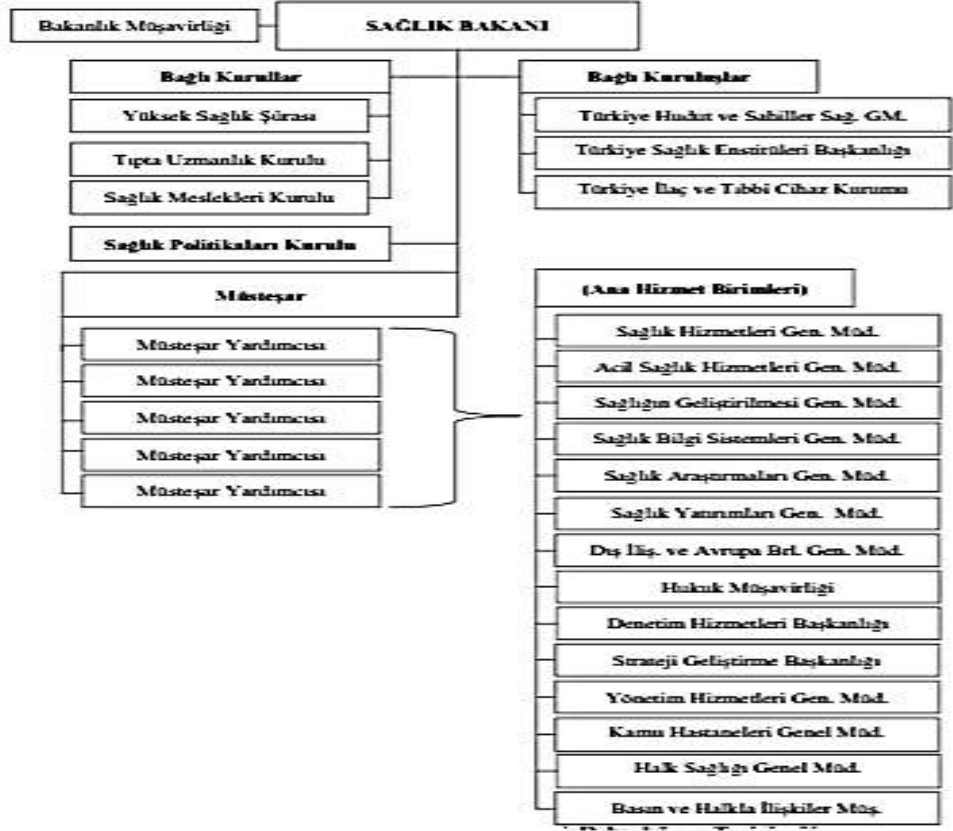 Bakanlık Müşavirliği
SAĞLIK BAKANI
Bağlı Kurullar
Yüksek Sağlık Şûrası
Tıpta Uzmanlık Kurulu
Sağlık Meslekleri Kurulu
Sağlık Politikaları Kurulu
Bağlı Kuruluşlar
Türkiye Hudut ve Sahiller Sağ. GM.
Türkiye Sağlık Enstitüleri Başkanlığı
Türkiye İlaç ve Tıbbi Cihaz Kurumu
Müsteşar
Müsteşar Yardımcısı
Müsteşar Yardımcısı
Müsteşar Yardımcısı
Müsteşar Yardımcısı
Müsteşar Yardımcısı
(Ana Hizmet Birimleri)
Sağlık Hizmetleri Gen. Müd.
Acil Sağlık Hizmetleri Gen. Müd.
Sağlığın Geliştirilmesi Gen. Müd.
Sağlık Bilgi Sistemleri Gen. Müd.
Sağlık Araştırmaları Gen. Müd.
Sağlık Yatırımları Gen. Müd.
Dış İliş. ve Avrupa Brl. Gen. Müd.
Hukuk Müşavirliği
Denetim Hizmetleri Başkanlığı
Strateji Geliştirme Başkanlığı
Yönetim Hizmetleri Gen. Müd.
Kamu Hastaneleri Genel Müd.
Halk Sağlığı Genel Müd.
Basın ve Halkla İlişkiler Müş.